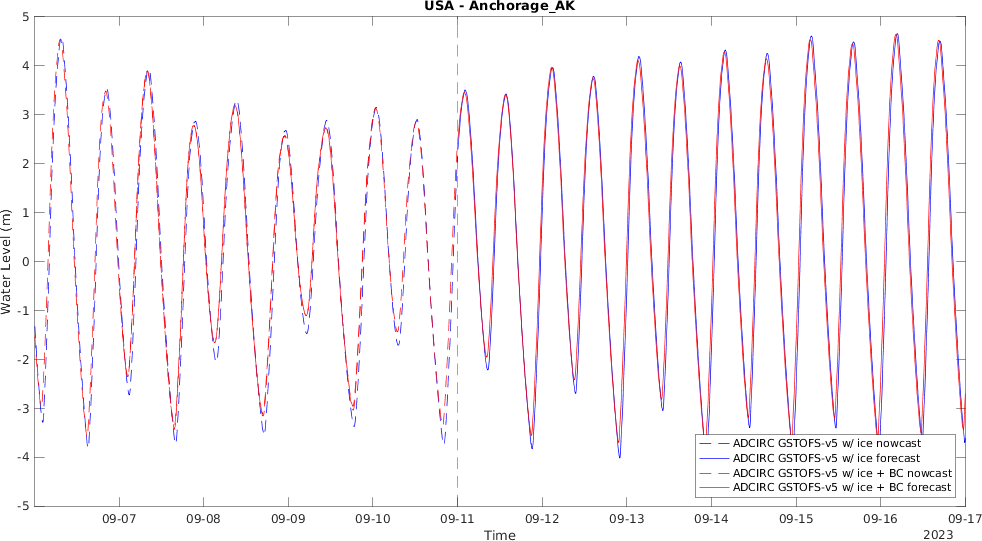 USA - Anchorage_AK
5
4
3
2
1
0
-1
-2
-3
-4
-5
Water Level (m)
ADCIRC GSTOFS-v5 w/ ice nowcast
ADCIRC GSTOFS-v5 w/ ice forecast
ADCIRC GSTOFS-v5 w/ ice + BC nowcast
ADCIRC GSTOFS-v5 w/ ice + BC forecast
09-07 09-08 09-09 09-10 09-11 09-12 09-13 09-14 09-15 09-16 09-17
Time
2023